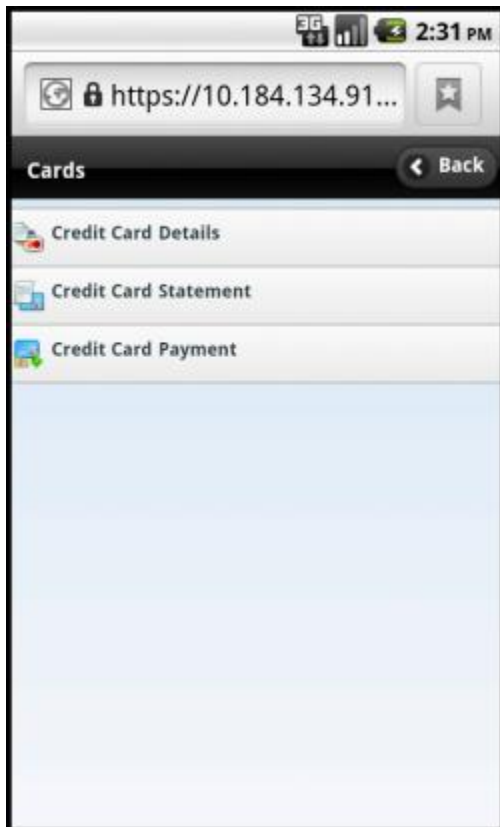 3G 2:31 PM
https://10.184.134.91...
Cards Back
Credit Card Details
Credit Card Statement
Credit Card Payment